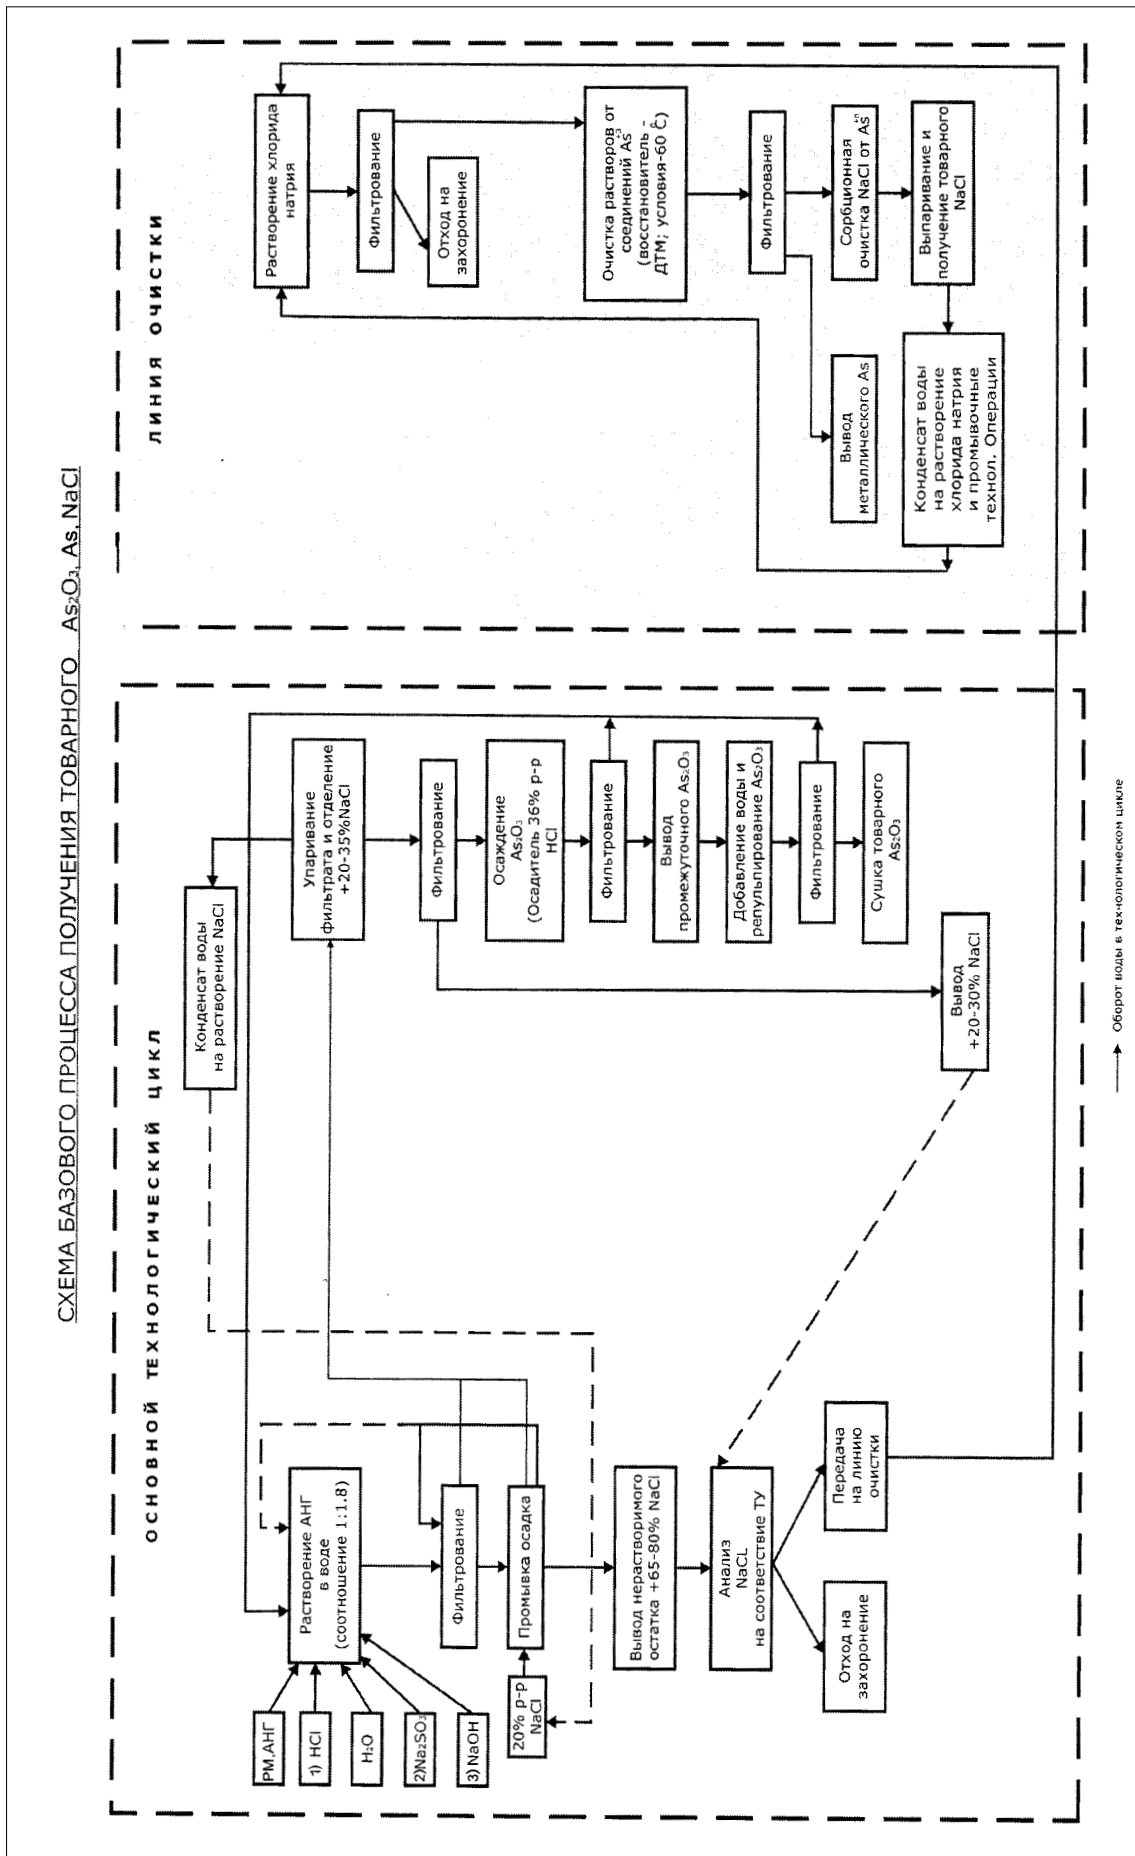 СХЕМА БАЗОВОГО ПРОЦЕССА ПОЛУЧЕНИЯ ТОВАРНОГО As₂O₃, As, NaCl
ОСНОВНОЙ ТЕХНОЛОГИЧЕСКИЙ ЦИКЛ
РМ,АНГ
1) HCl
H₂O
2)Na₂SO₃
3) NaOH
Растворение АНГ
в воде
(соотношение 1:1.8)
Фильтрование
Промывка осадка
20% р-р
NaCl
Вывод нерастворимого
остатка +65-80% NaCl
Анализ
NaCL
на соответствие ТУ
Отход на
захоронение
Передача
на линию
очистки
Конденсат воды
на растворение NaCl
Упаривание
фильтрата и отделение
+20-35%NaCl
Фильтрование
Осаждение
As₂O₃
(Осадитель 36% р-р
HCl
Фильтрование
Вывод
промежуточного As₂O₃
Добавление воды и
репульпирование As₂O₃
Фильтрование
Сушка товарного
As₂O₃
Вывод
+20-30% NaCl
ЛИНИЯ ОЧИСТКИ
Растворение хлорида
натрия
Фильтрование
Отход на
захоронение
Очистка растворов от
соединений As⁺³
(восстановитель -
ДТМ; условия-60 C̊)
Фильтрование
Сорбционная
очистка NaCl от As⁺ⁿ
Выпаривание и
получение товарного
NaCl
Вывод
металлического As
Конденсат воды
на растворение
хлорида натрия
и промывочные
технол. Операции
Оборот воды в технологическом цикле